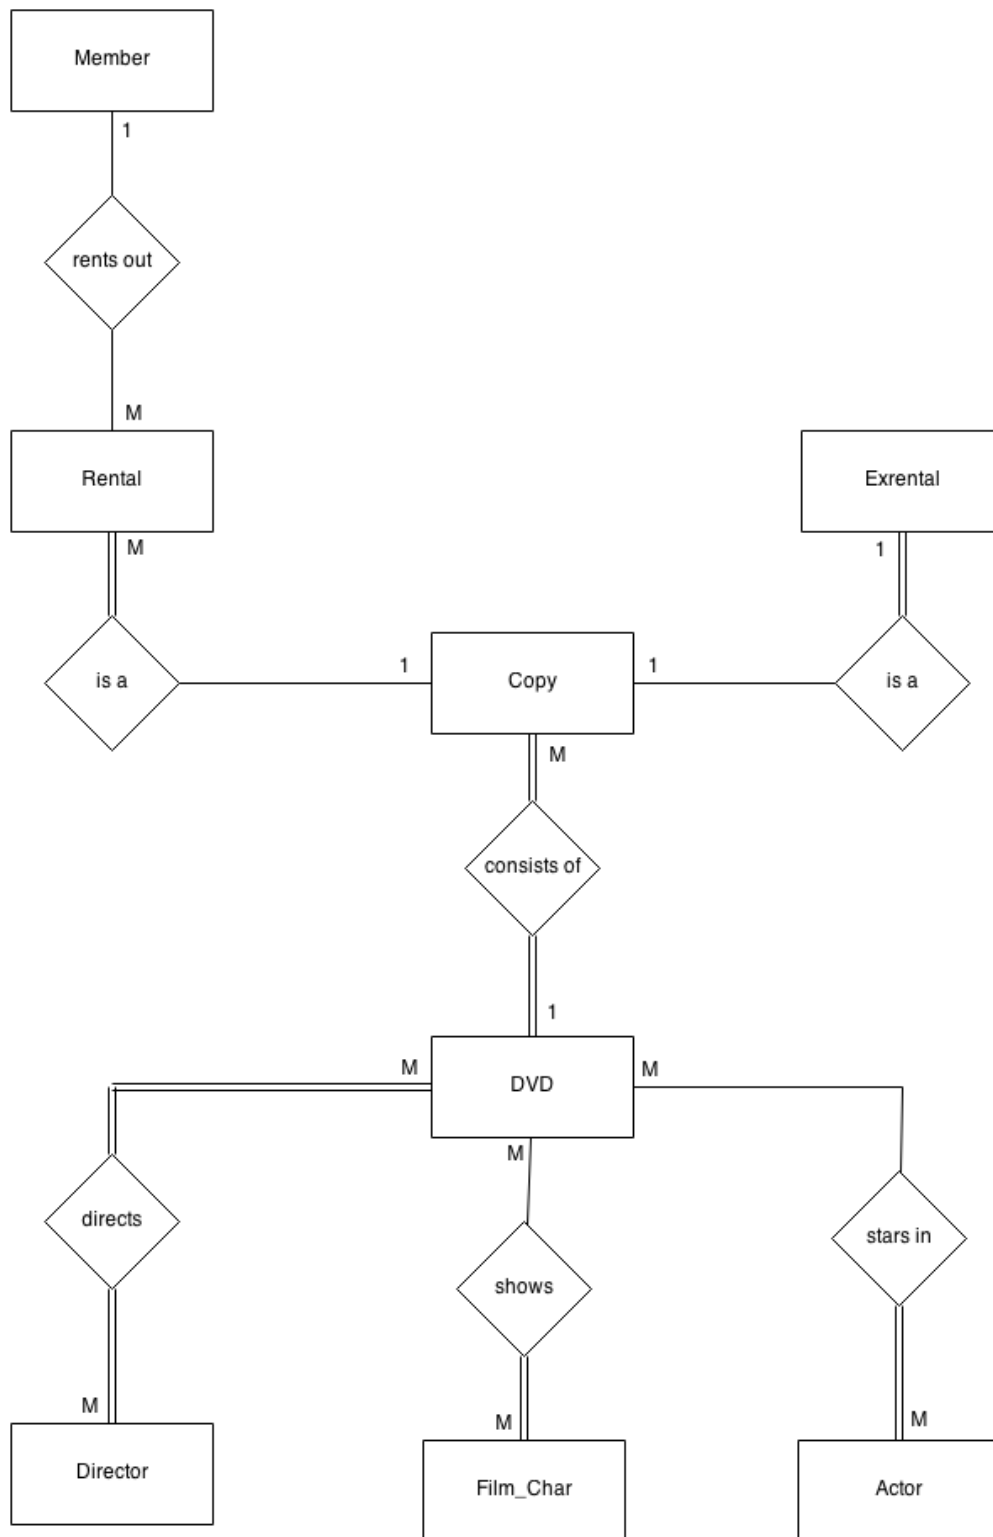 Member
1
rents out
M
Rental
Exrental
M
1
is a
1
Copy
1
is a
M
consists of
1
M
DVD
M
M
directs
shows
stars in
M
M
M
Director
Film_Char
Actor